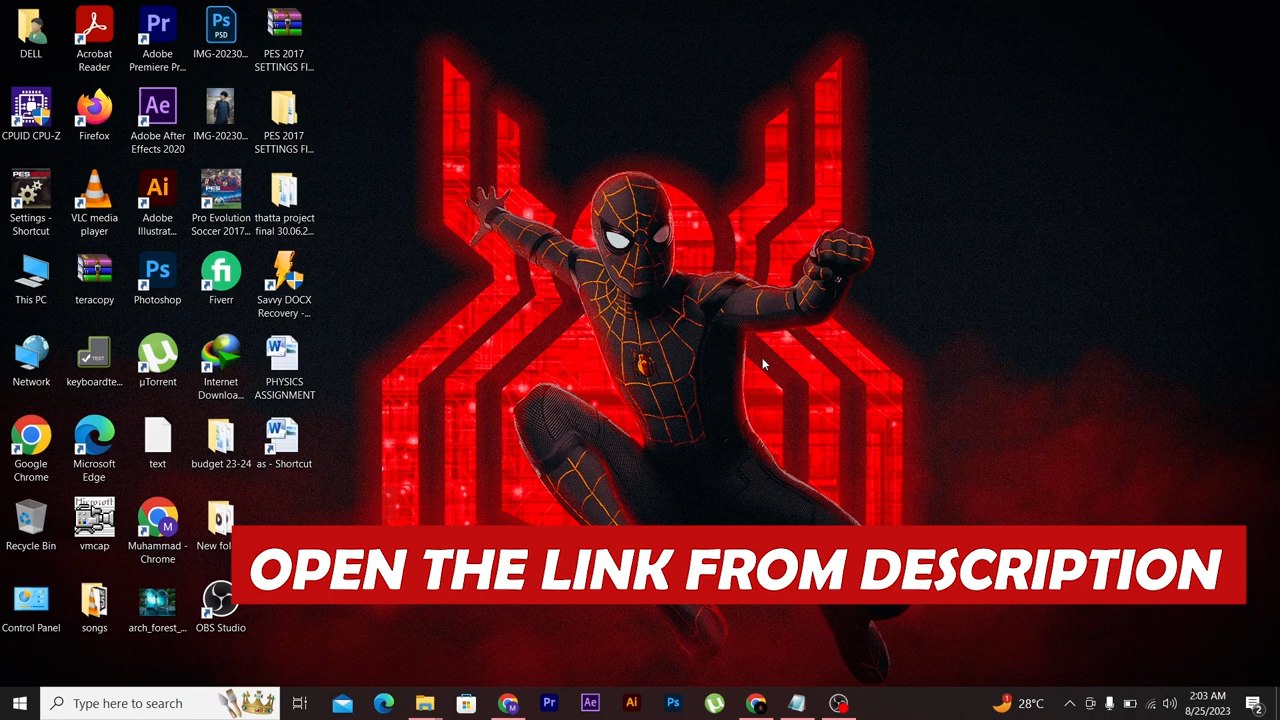 DELL
Acrobat
Reader
Adobe
Premiere Pr...
PSD
IMG-20230...
PES 2017
SETTINGS FI...
CPUID CPU-Z
Firefox
Adobe After
Effects 2020
IMG-20230...
PES 2017
SETTINGS FI...
Settings -
Shortcut
VLC media
player
Adobe
Illustrat...
Pro Evolution
Soccer 2017...
thatta project
final 30.06.2...
This PC
teracopy
Photoshop
Fiverr
Savvy DOCX
Recovery -...
Network
keyboardte...
µTorrent
Internet
Downloa...
PHYSICS
ASSIGNMENT
Google
Chrome
Microsoft
Edge
text
budget 23-24
as - Shortcut
Recycle Bin
vmcap
Muhammad -
Chrome
New fol
OPEN THE LINK FROM DESCRIPTION
Control Panel
songs
arch_forest_...
OBS Studio
Type here to search
28°C
2:03 AM
8/25/2023